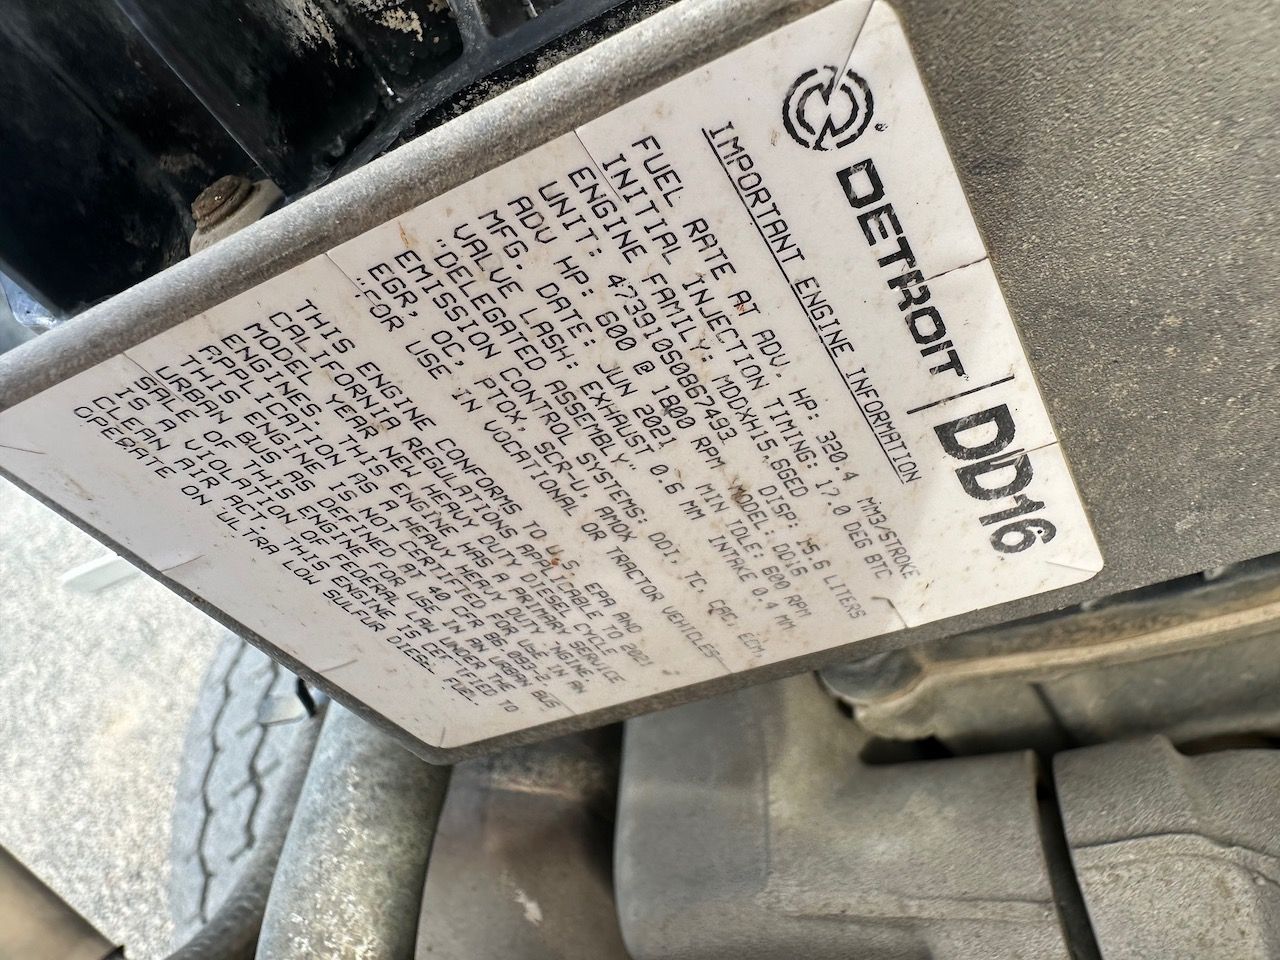 DETROIT | DD16
IMPORTANT ENGINE INFORMATION
FUEL RATE AT ADV. HP: 320.4 MM3/STROKE
INITIAL INJECTION TIMING: 17.0 DEG BTC
ENGINE FAMILY: MDDXH15.6GED DISP: 15.6 LITERS
UNIT: 473910S0867493 MODEL: DD16
ADV HP: 600 @ 1800 RPM MIN IDLE: 600 RPM
MFG. DATE: JUN 2021
VALVE LASH: EXHAUST 0.6 MM INTAKE 0.4 MM
"DELEGATED ASSEMBLY"
EMISSION CONTROL SYSTEMS: DDI, TC, CAC, ECM,
EGR, OC, PTOX, SCR-U, AMOX
"FOR USE IN VOCATIONAL OR TRACTOR VEHICLES"
THIS ENGINE CONFORMS TO U.S. EPA AND
CALIFORNIA REGULATIONS APPLICABLE TO 2021
MODEL YEAR NEW HEAVY DUTY DIESEL CYCLE
ENGINES. THIS ENGINE HAS A PRIMARY SERVICE
APPLICATION AS A HEAVY HEAVY DUTY ENGINE.
THIS ENGINE IS NOT CERTIFIED FOR USE IN AN
URBAN BUS AS DEFINED AT 40 CFR 86.093-2
SALE OF THIS ENGINE FOR USE IN AN URBAN BUS
IS A VIOLATION OF FEDERAL LAW UNDER THE
CLEAN AIR ACT. THIS ENGINE IS CERTIFIED TO
OPERATE ON ULTRA LOW SULFUR DIESEL FUEL.